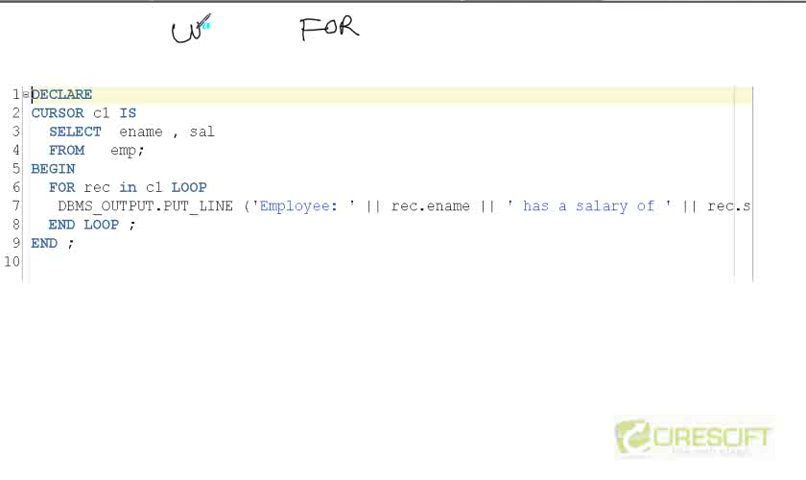 W FOR
1 DECLARE
2 CURSOR c1 IS
3 SELECT ename , sal
4 FROM emp;
5 BEGIN
6 FOR rec in c1 LOOP
7 DBMS_OUTPUT.PUT_LINE ('Employee: ' || rec.ename || ' has a salary of ' || rec.s
8 END LOOP ;
9 END ;
10
CIRESOFT